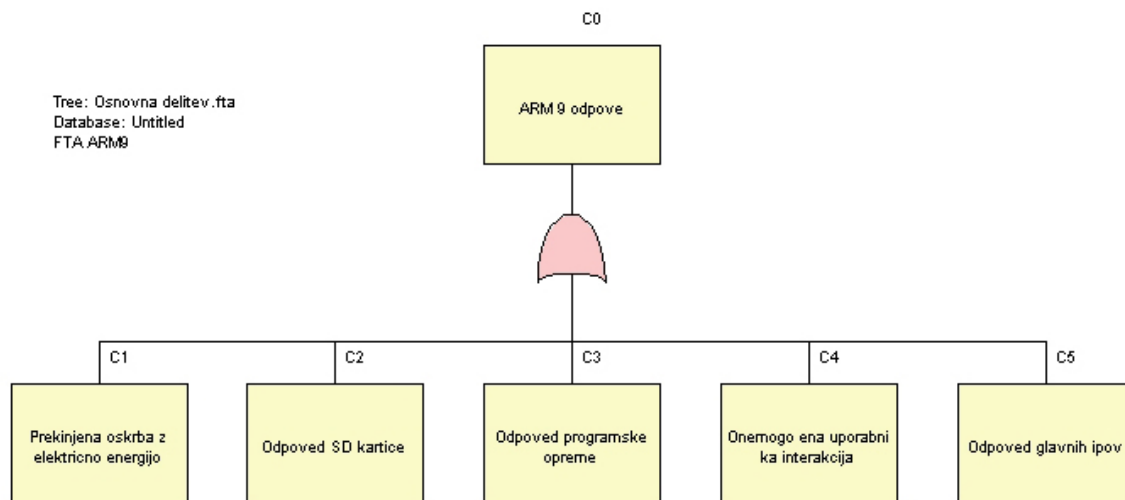 C0
ARM 9 odpove
Tree: Osnovna delitev.fta
Database: Untitled
FTA ARM9
C1
C2
C3
C4
C5
Prekinjena oskrba z
elektricno energijo
Odpoved SD kartice
Odpoved programske
opreme
Onemogo ena uporabni
ka interakcija
Odpoved glavnih ipov